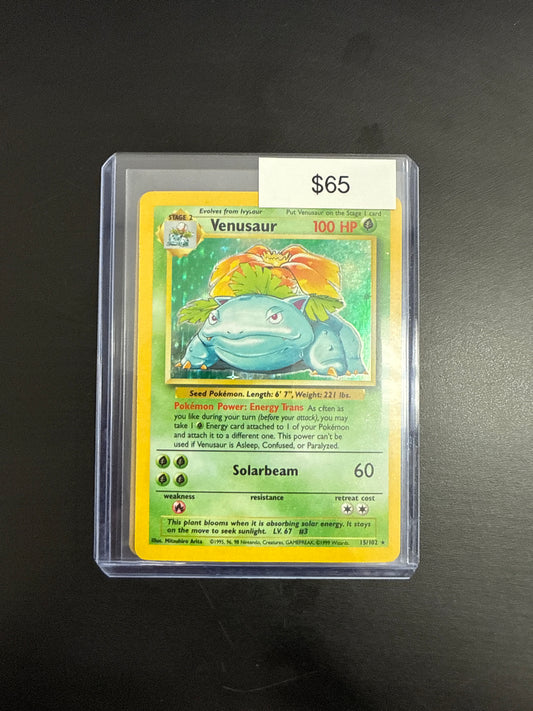 $65
Evolves from Ivysaur Put Venusaur on the Stage 1 card
STAGE 2
Venusaur 100 HP
Seed Pokémon. Length: 6' 7", Weight: 221 lbs.
Pokémon Power: Energy Trans As often as
you like during your turn (before your attack), you may
take 1 Energy card attached to 1 of your Pokémon
and attach it to a different one. This power can't be
used if Venusaur is Asleep, Confused, or Paralyzed.
Solarbeam 60
weakness resistance retreat cost
This plant blooms when it is absorbing solar energy. It stays
on the move to seek sunlight. LV. 67 #3
Illus. Mitsuhiro Arita ©1995, 96, 98 Nintendo, Creatures, GAMEFREAK. ©1999 Wizards. 15/102 ★